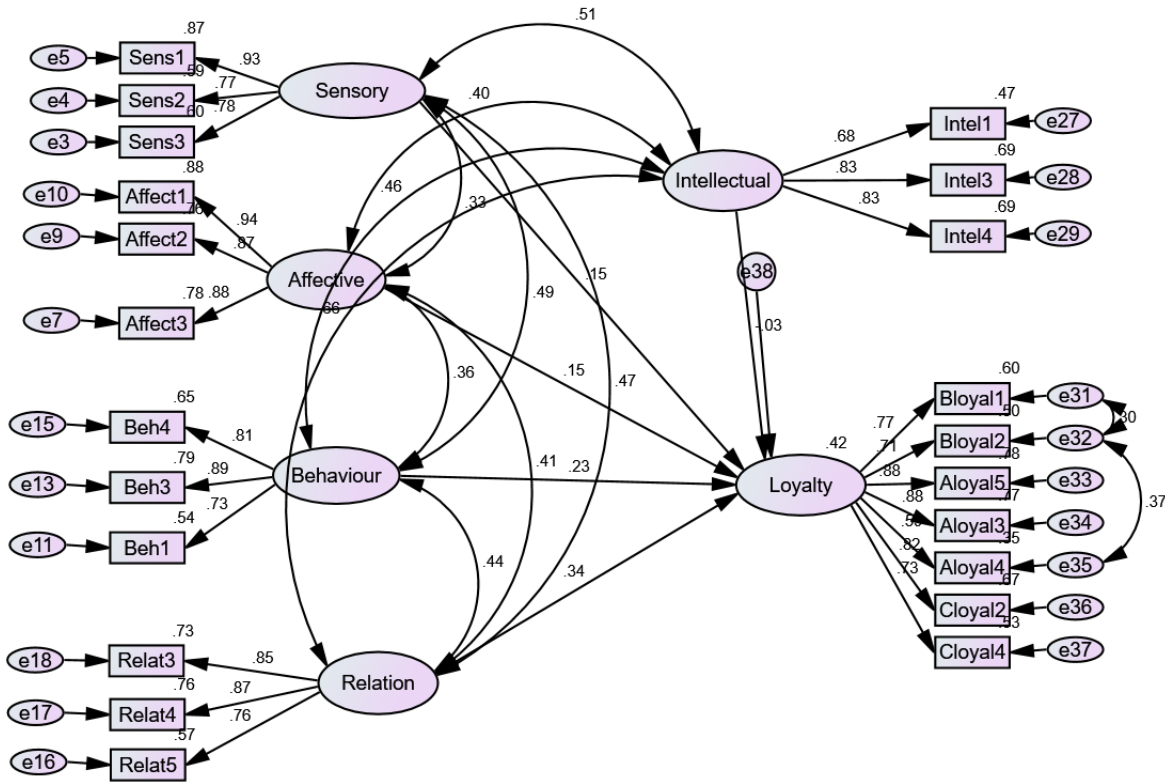 .51
.87
e5
Sens1
.93
.59
e4
Sens2
.77
Sensory
.60
.78
e3
Sens3
.40
.47
Intel1
e27
.68
.69
Intel3
e28
.83
Intellectual
.69
Intel4
e29
.83
.88
e10
Affect1
.94
.76
e9
Affect2
.87
.46
.33
Affective
.78
.88
e7
Affect3
.66
e38
.15
.49
-.03
.36
.15
.47
.65
e15
Beh4
.81
.79
e13
Beh3
.89
Behaviour
.73
.54
e11
Beh1
.41
.23
.44
.34
.42
Loyalty
.60
Bloyal1
e31
.77
.30
.50
Bloyal2
e32
.71
.78
Aloyal5
e33
.88
.77
Aloyal3
e34
.88
.37
.35
Aloyal4
e35
.82
.67
Cloyal2
e36
.73
.53
Cloyal4
e37
.73
e18
Relat3
.85
.76
e17
Relat4
.87
Relation
.57
.76
e16
Relat5